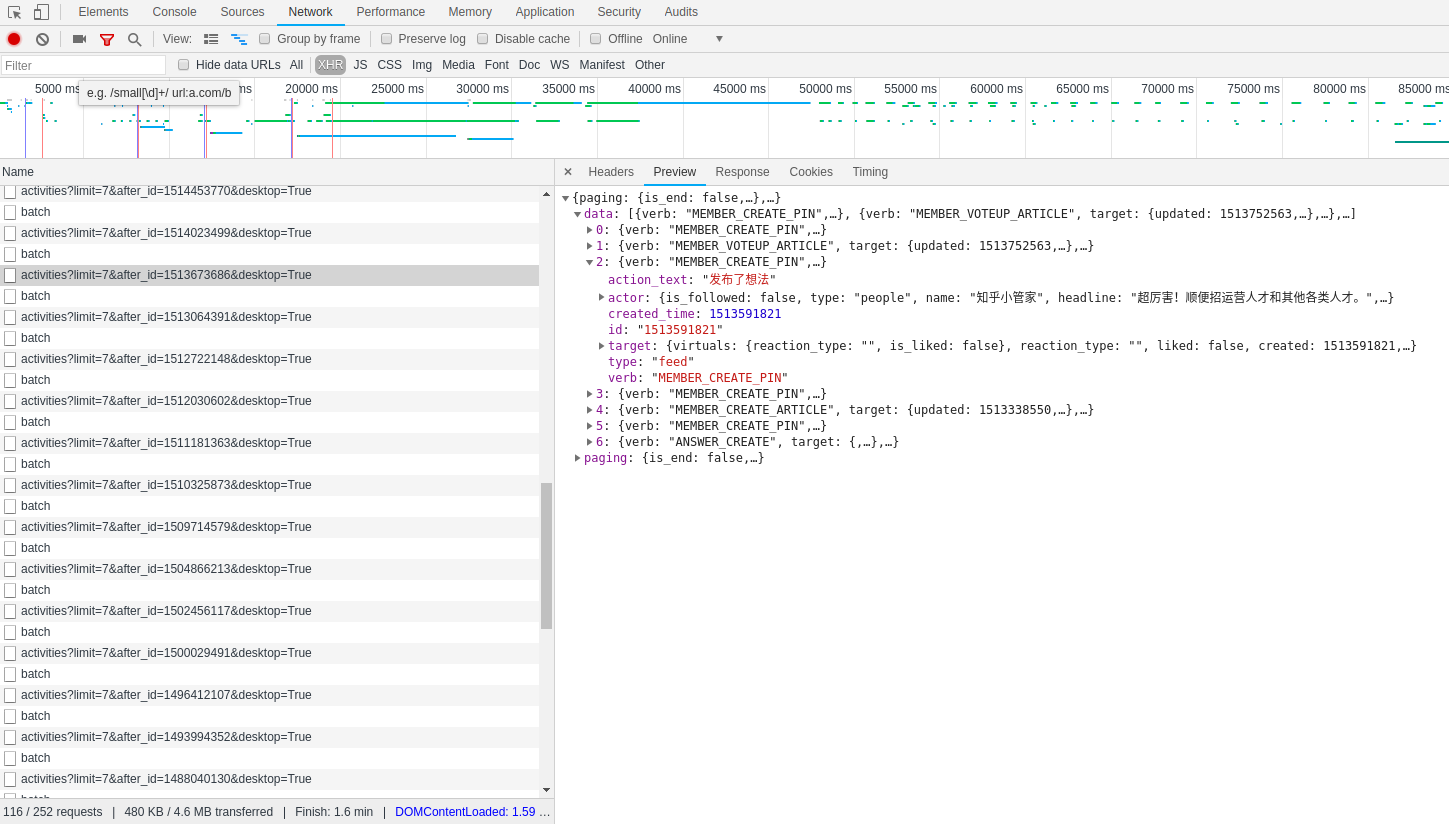 Elements Console Sources Network Performance Memory Application Security Audits
View: Group by frame Preserve log Disable cache Offline Online
Filter Hide data URLs All XHR JS CSS Img Media Font Doc WS Manifest Other
5000 ms ms 20000 ms 25000 ms 30000 ms 35000 ms 40000 ms 45000 ms 50000 ms 55000 ms 60000 ms 65000 ms 70000 ms 75000 ms 80000 ms 85000 ms
e.g. /small[\d]+/ url:a.com/b
Name
activities?limit=7&after_id=1514453770&desktop=True
batch
activities?limit=7&after_id=1514023499&desktop=True
batch
activities?limit=7&after_id=1513673686&desktop=True
batch
activities?limit=7&after_id=1513064391&desktop=True
batch
activities?limit=7&after_id=1512722148&desktop=True
batch
activities?limit=7&after_id=1512030602&desktop=True
batch
activities?limit=7&after_id=1511181363&desktop=True
batch
activities?limit=7&after_id=1510325873&desktop=True
batch
activities?limit=7&after_id=1509714579&desktop=True
batch
activities?limit=7&after_id=1504866213&desktop=True
batch
activities?limit=7&after_id=1502456117&desktop=True
batch
activities?limit=7&after_id=1500029491&desktop=True
batch
activities?limit=7&after_id=1496412107&desktop=True
batch
activities?limit=7&after_id=1493994352&desktop=True
batch
activities?limit=7&after_id=1488040130&desktop=True
116 / 252 requests | 480 KB / 4.6 MB transferred | Finish: 1.6 min | DOMContentLoaded: 1.59 …
× Headers Preview Response Cookies Timing
{paging: {is_end: false,…},…}
data: [{verb: "MEMBER_CREATE_PIN",…}, {verb: "MEMBER_VOTEUP_ARTICLE", target: {updated: 1513752563,…},…},…]
0: {verb: "MEMBER_CREATE_PIN",…}
1: {verb: "MEMBER_VOTEUP_ARTICLE", target: {updated: 1513752563,…},…}
2: {verb: "MEMBER_CREATE_PIN",…}
action_text: "发布了想法"
actor: {is_followed: false, type: "people", name: "知乎小管家", headline: "超厉害！顺便招运营人才和其他各类人才。",…}
created_time: 1513591821
id: "1513591821"
target: {virtuals: {reaction_type: "", is_liked: false}, reaction_type: "", liked: false, created: 1513591821,…}
type: "feed"
verb: "MEMBER_CREATE_PIN"
3: {verb: "MEMBER_CREATE_PIN",…}
4: {verb: "MEMBER_CREATE_ARTICLE", target: {updated: 1513338550,…},…}
5: {verb: "MEMBER_CREATE_PIN",…}
6: {verb: "ANSWER_CREATE", target: {,…},…}
paging: {is_end: false,…}